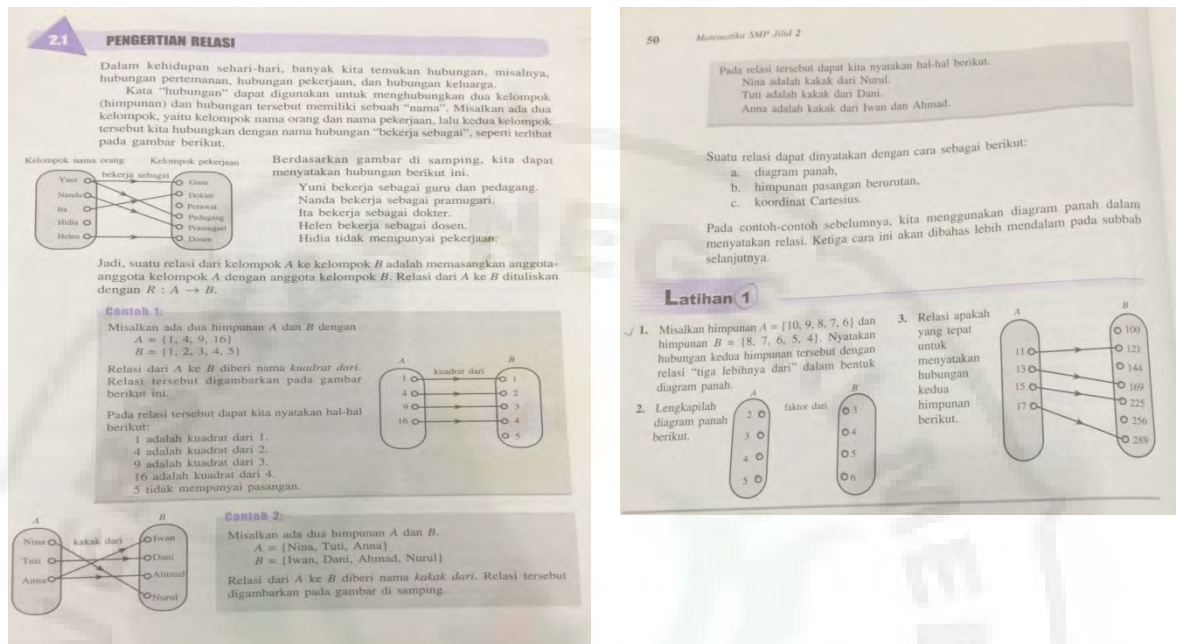 2.1 PENGERTIAN RELASI
Dalam kehidupan sehari-hari, banyak kita temukan hubungan, misalnya,
hubungan pertemanan, hubungan pekerjaan, dan hubungan keluarga.
Kata "hubungan" dapat digunakan untuk menghubungkan dua kelompok
(himpunan) dan hubungan tersebut memiliki sebuah "nama". Misalkan ada dua
kelompok, yaitu kelompok nama orang dan nama pekerjaan, lalu kedua kelompok
tersebut kita hubungkan dengan nama hubungan "bekerja sebagai", seperti terlihat
pada gambar berikut.
Kelompok nama orang Kelompok pekerjaan
bekerja sebagai
Yuni
Nanda
Ita
Hidia
Helen
Guru
Dokter
Perawat
Pedagang
Pramugari
Dosen
Berdasarkan gambar di samping, kita dapat
menyatakan hubungan berikut ini.
Yuni bekerja sebagai guru dan pedagang.
Nanda bekerja sebagai pramugari.
Ita bekerja sebagai dokter.
Helen bekerja sebagai dosen.
Hidia tidak mempunyai pekerjaan.
Jadi, suatu relasi dari kelompok A ke kelompok B adalah memasangkan anggota-
anggota kelompok A dengan anggota kelompok B. Relasi dari A ke B dituliskan
dengan R : A → B.
Contoh 1:
Misalkan ada dua himpunan A dan B dengan
A = {1, 4, 9, 16}
B = {1, 2, 3, 4, 5}
Relasi dari A ke B diberi nama kuadrat dari.
Relasi tersebut digambarkan pada gambar
berikut ini.
Pada relasi tersebut dapat kita nyatakan hal-hal
berikut:
1 adalah kuadrat dari 1.
4 adalah kuadrat dari 2.
9 adalah kuadrat dari 3.
16 adalah kuadrat dari 4.
5 tidak mempunyai pasangan.
A
kuadrat dari
B
1 1
4 2
9 3
16 4
5
Contoh 2:
Misalkan ada dua himpunan A dan B.
A = {Nina, Tuti, Anna}
B = {Iwan, Dani, Ahmad, Nurul}
Relasi dari A ke B diberi nama kakak dari. Relasi tersebut
digambarkan pada gambar di samping.
A
B
kakak dari
Nina
Tuti
Anna
Iwan
Dani
Ahmad
Nurul
50 Matematika SMP Jilid 2
Pada relasi tersebut dapat kita nyatakan hal-hal berikut.
Nina adalah kakak dari Nurul.
Tuti adalah kakak dari Dani.
Anna adalah kakak dari Iwan dan Ahmad.
Suatu relasi dapat dinyatakan dengan cara sebagai berikut:
a. diagram panah,
b. himpunan pasangan berurutan,
c. koordinat Cartesius.
Pada contoh-contoh sebelumnya, kita menggunakan diagram panah dalam
menyatakan relasi. Ketiga cara ini akan dibahas lebih mendalam pada subbab
selanjutnya.
Latihan 1
1. Misalkan himpunan A = {10, 9, 8, 7, 6} dan
himpunan B = {8, 7, 6, 5, 4}. Nyatakan
hubungan kedua himpunan tersebut dengan
relasi "tiga lebihnya dari" dalam bentuk
diagram panah.
2. Lengkapilah
diagram panah
berikut.
A
faktor dari
B
2 3
3 4
4 5
5 6
3. Relasi apakah
yang tepat
untuk
menyatakan
hubungan
kedua
himpunan
berikut.
A
B
11
13
15
17
100
121
144
169
225
256
289